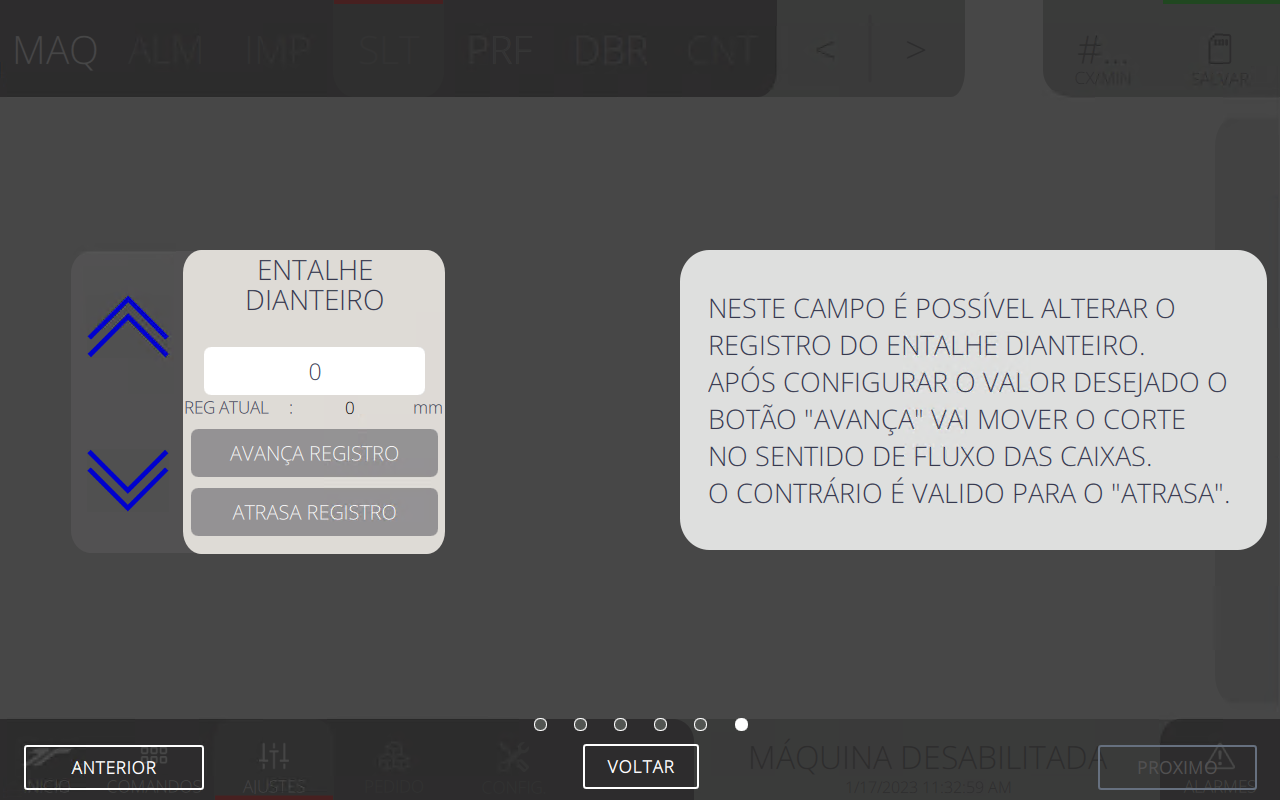 MAQ ALM IMP SLT PRF DBR CNT < > #...
CX/MIN SALVAR
ENTALHE
DIANTEIRO
0
REG ATUAL : 0 mm
AVANÇA REGISTRO
ATRASA REGISTRO
NESTE CAMPO É POSSÍVEL ALTERAR O
REGISTRO DO ENTALHE DIANTEIRO.
APÓS CONFIGURAR O VALOR DESEJADO O
BOTÃO "AVANÇA" VAI MOVER O CORTE
NO SENTIDO DE FLUXO DAS CAIXAS.
O CONTRÁRIO É VALIDO PARA O "ATRASA".
ANTERIOR
VOLTAR
MÁQUINA DESABILITADA
PROXIMO
INICIO COMANDOS AJUSTES PEDIDO CONFIG
1/17/2023 11:32:59 AM
ALARMES